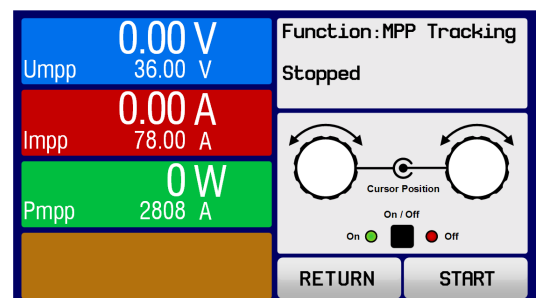 0.00 V
Umpp 36.00 V
0.00 A
Impp 78.00 A
0 W
Pmpp 2808 A
Function:MPP Tracking
Stopped
Cursor Position
On / Off
On Off
RETURN START